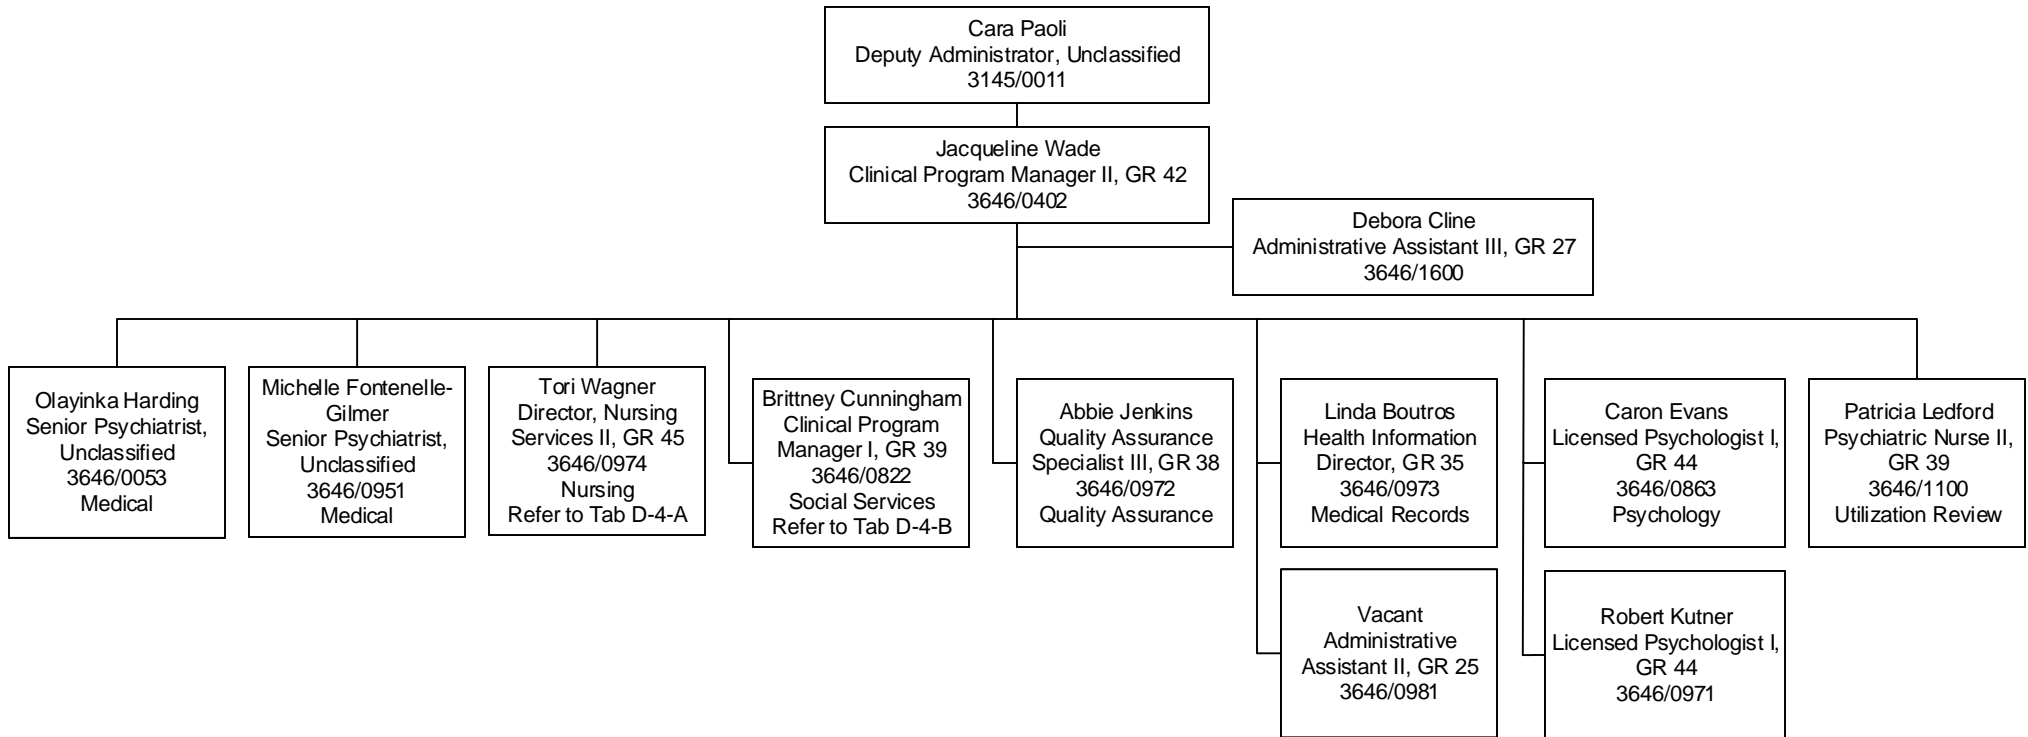 Cara Paoli
Deputy Administrator, Unclassified
3145/0011
Jacqueline Wade
Clinical Program Manager II, GR 42
3646/0402
Debora Cline
Administrative Assistant III, GR 27
3646/1600
Olayinka Harding
Senior Psychiatrist,
Unclassified
3646/0053
Medical
Michelle Fontenelle-
Gilmer
Senior Psychiatrist,
Unclassified
3646/0951
Medical
Tori Wagner
Director, Nursing
Services II, GR 45
3646/0974
Nursing
Refer to Tab D-4-A
Brittney Cunningham
Clinical Program
Manager I, GR 39
3646/0822
Social Services
Refer to Tab D-4-B
Abbie Jenkins
Quality Assurance
Specialist III, GR 38
3646/0972
Quality Assurance
Linda Boutros
Health Information
Director, GR 35
3646/0973
Medical Records
Caron Evans
Licensed Psychologist I,
GR 44
3646/0863
Psychology
Patricia Ledford
Psychiatric Nurse II,
GR 39
3646/1100
Utilization Review
Vacant
Administrative
Assistant II, GR 25
3646/0981
Robert Kutner
Licensed Psychologist I,
GR 44
3646/0971